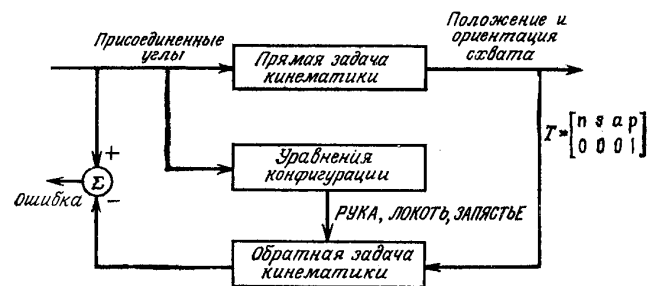 Положение и
ориентация
схвата
Присоединенные
углы
Прямая задача
кинематики
T = [n s a p
0 0 0 1]
Уравнения
конфигурации
+
Σ
Ошибка
−
РУКА, ЛОКОТЬ, ЗАПЯСТЬЕ
Обратная задача
кинематики